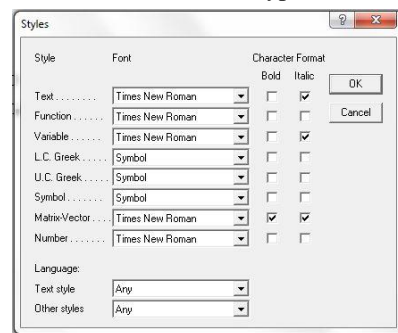 Styles
Style Font Character Format
Bold Italic
OK
Text . . . . . . . . Times New Roman
Function . . . . . . Times New Roman
Cancel
Variable . . . . . . Times New Roman
L.C. Greek . . . . . Symbol
U.C. Greek . . . . . Symbol
Symbol . . . . . . . Symbol
Matrix-Vector . . . . Times New Roman
Number . . . . . . . Times New Roman
Language:
Text style Any
Other styles Any